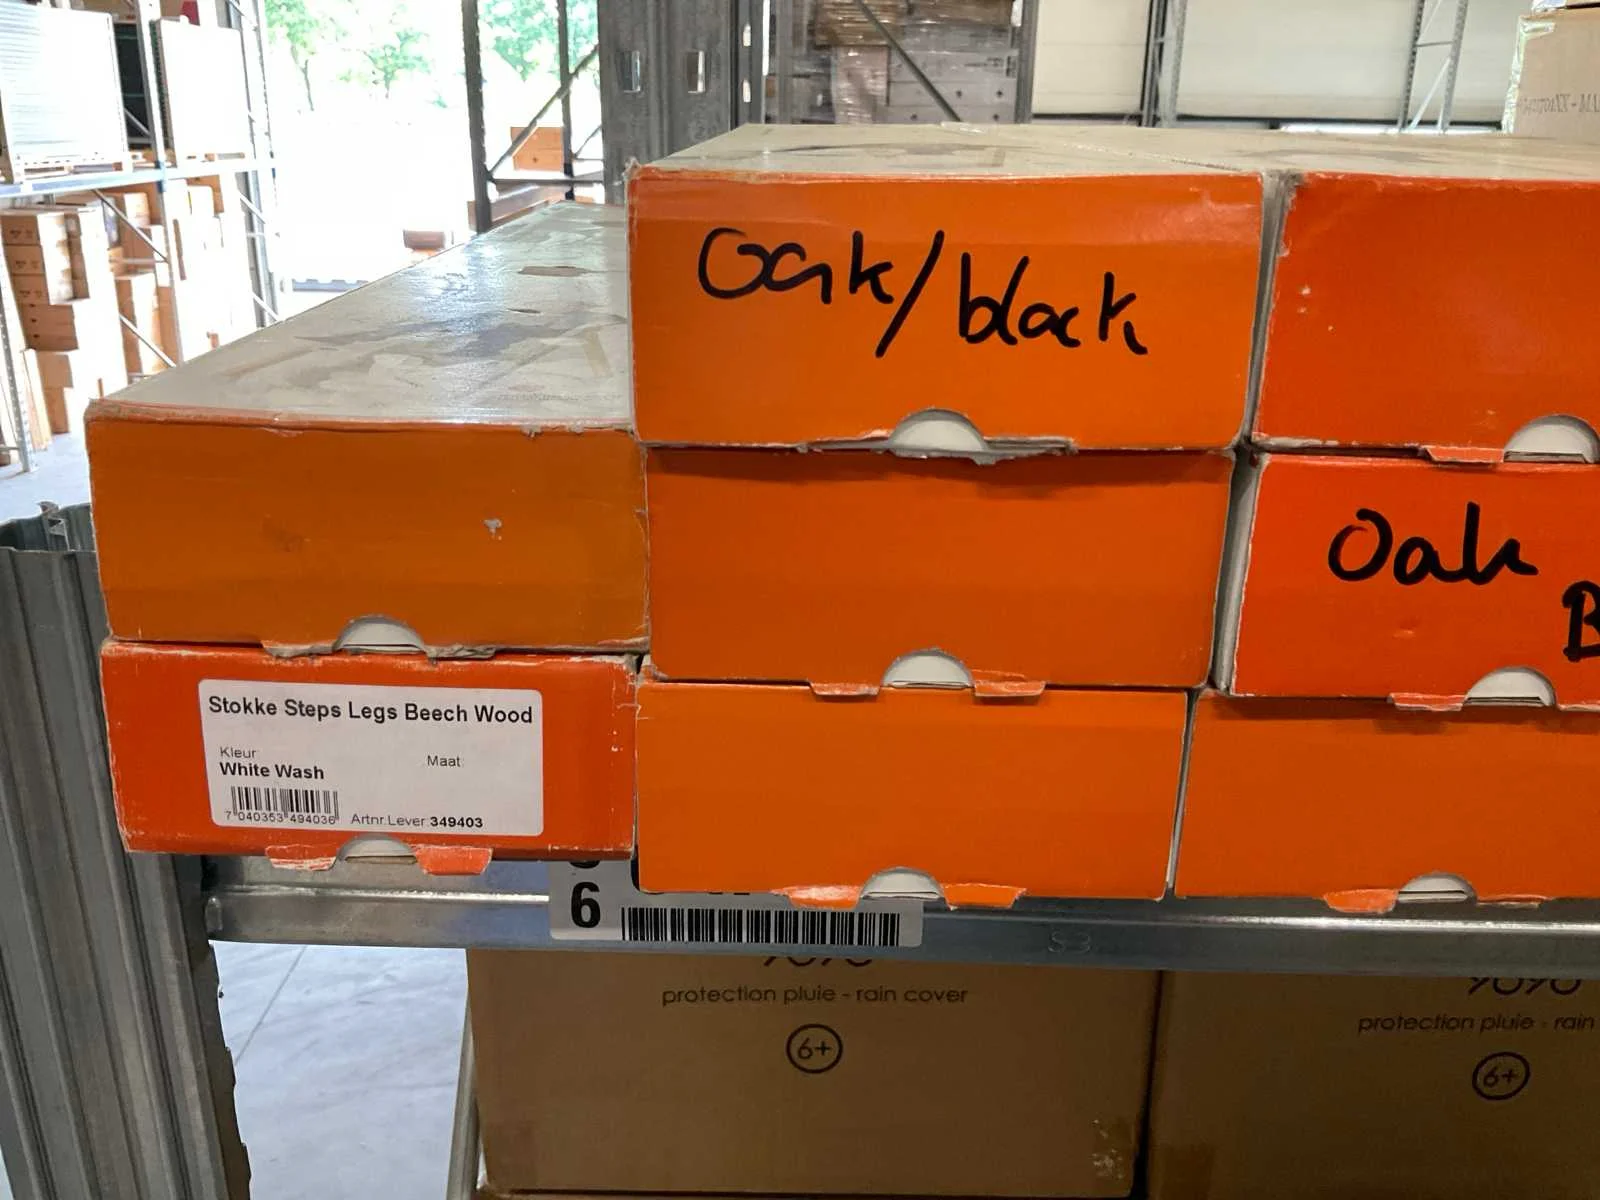 Oak/black
Oak
B
Stokke Steps Legs Beech Wood
Kleur:
Maat:
White Wash
7 040353 494036
Artnr.Lever.349403
6
protection pluie - rain cover
6+
protection pluie - rain
6+